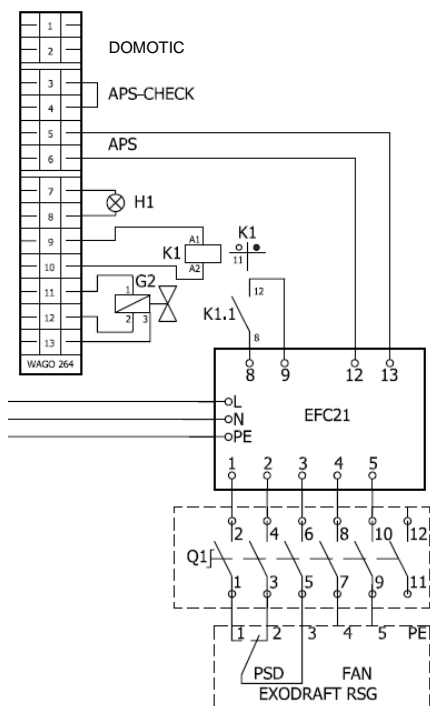 1
2 DOMOTIC
3
4 APS-CHECK
5
6 APS
7
8 H1
9 A1 K1
10 K1 A2 11
11 1 G2
12 2 3 12
13 K1.1
WAGO 264 8
8 9 12 13
L EFC21
N
PE
1 2 3 4 5
2 4 6 8 10 12
Q1
1 3 5 7 9 11
1 2 3 4 5 PE
PSD FAN
EXODRAFT RSG